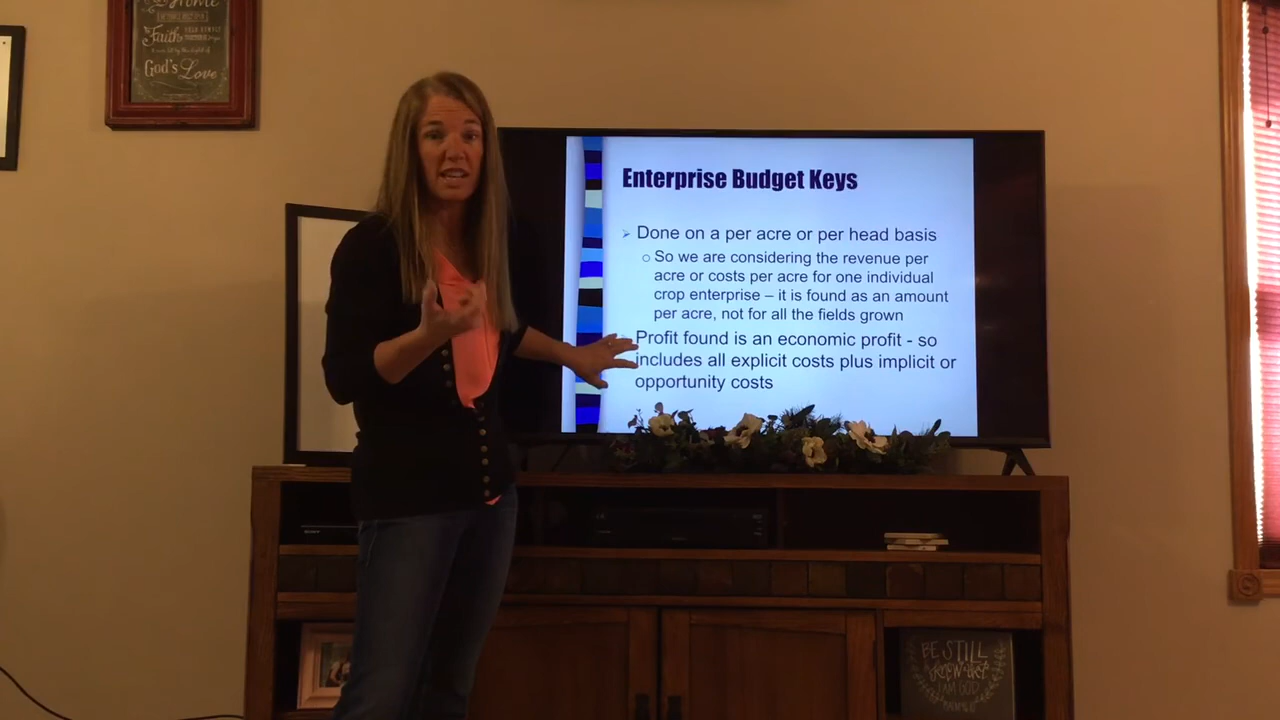 Home
Faith
God's Love
Enterprise Budget Keys
Done on a per acre or per head basis
So we are considering the revenue per
acre or costs per acre for one individual
crop enterprise – it is found as an amount
per acre, not for all the fields grown
Profit found is an economic profit - so
includes all explicit costs plus implicit or
opportunity costs
SONY
BE STILL
I AM GOD